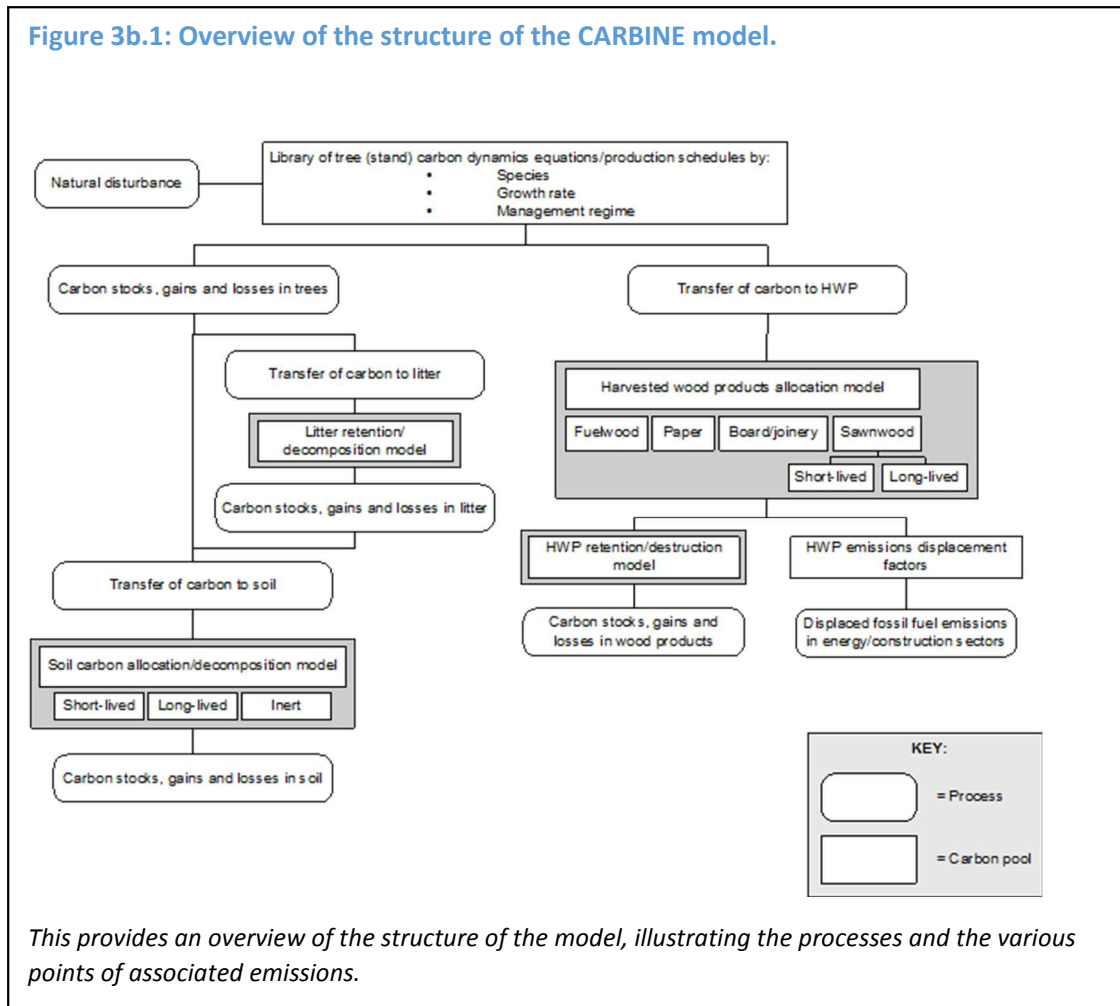 Figure 3b.1: Overview of the structure of the CARBINE model.
Natural disturbance
Library of tree (stand) carbon dynamics equations/production schedules by:
• Species
• Growth rate
• Management regime
Carbon stocks, gains and losses in trees
Transfer of carbon to HWP
Transfer of carbon to litter
Litter retention/
decomposition model
Carbon stocks, gains and losses in litter
Transfer of carbon to soil
Soil carbon allocation/decomposition model
Short-lived
Long-lived
Inert
Carbon stocks, gains and losses in soil
Harvested wood products allocation model
Fuelwood
Paper
Board/joinery
Sawnwood
Short-lived
Long-lived
HWP retention/destruction
model
HWP emissions displacement
factors
Carbon stocks, gains and
losses in wood products
Displaced fossil fuel emissions
in energy/construction sectors
KEY:
= Process
= Carbon pool
This provides an overview of the structure of the model, illustrating the processes and the various
points of associated emissions.